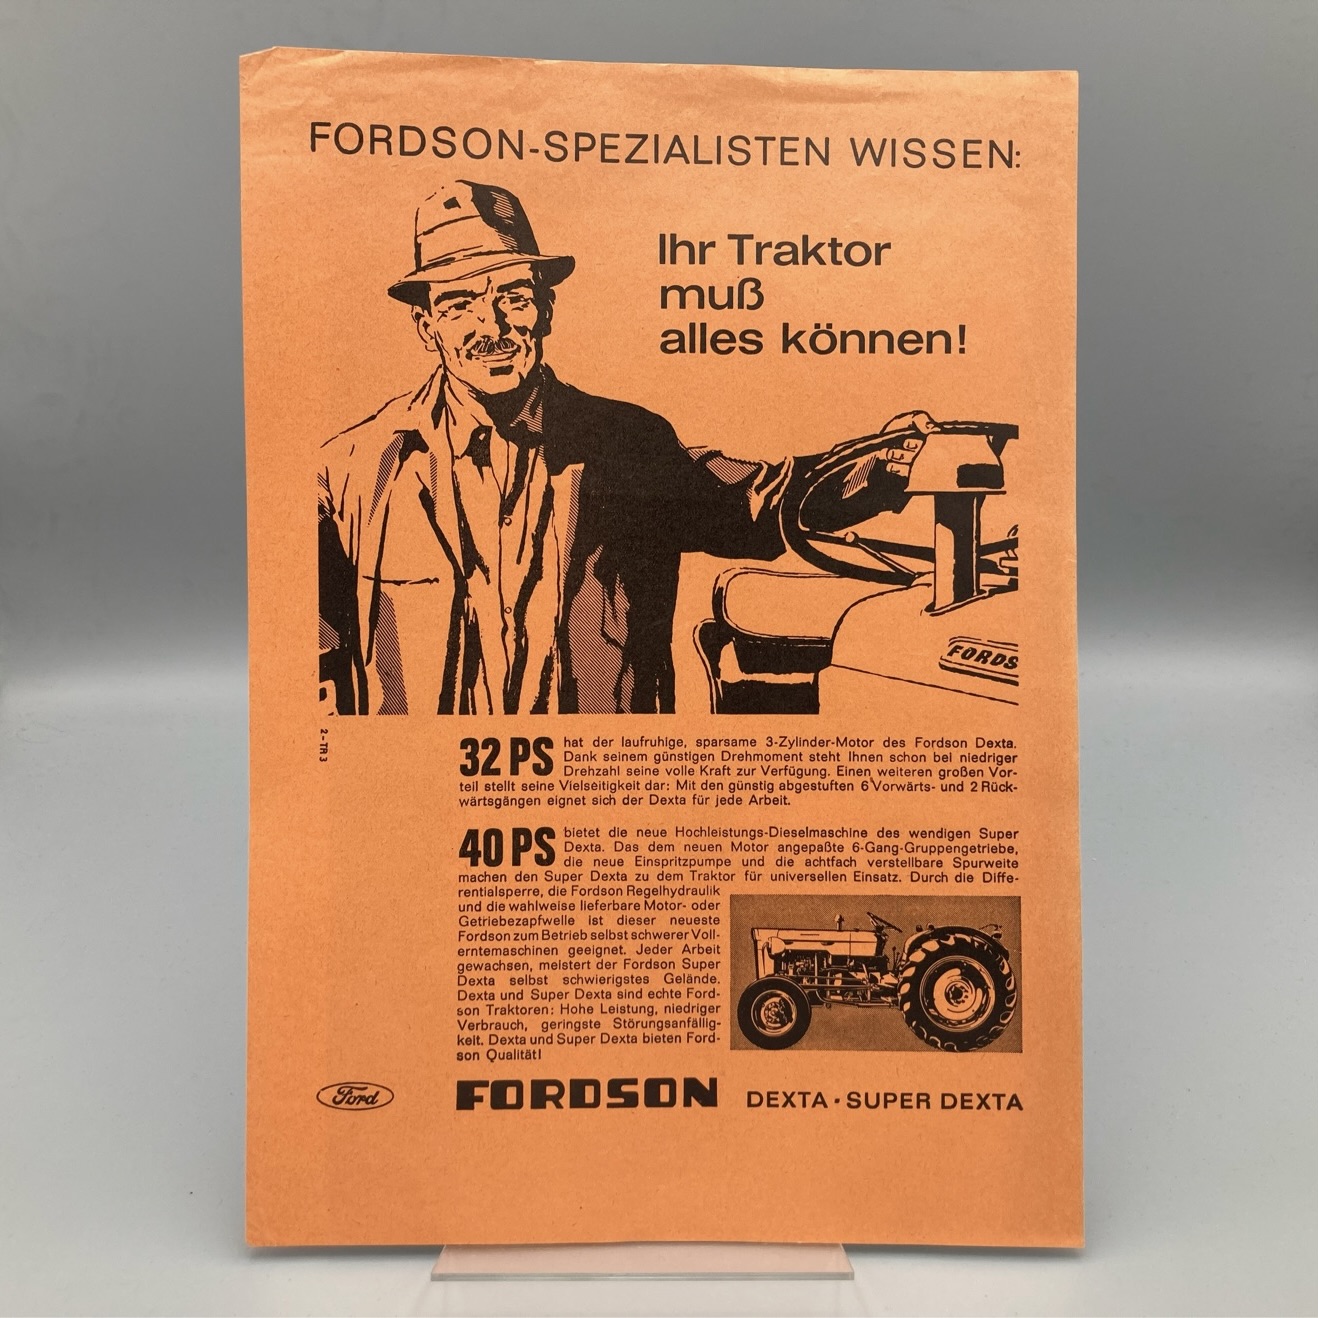 FORDSON-SPEZIALISTEN WISSEN:
Ihr Traktor
muß
alles können!
FORDS
2-TR3
32 PS hat der laufruhige, sparsame 3-Zylinder-Motor des Fordson Dexta.
Dank seinem günstigen Drehmoment steht Ihnen schon bei niedriger
Drehzahl seine volle Kraft zur Verfügung. Einen weiteren großen Vor-
teil stellt seine Vielseitigkeit dar: Mit den günstig abgestuften 6 Vorwärts- und 2 Rück-
wärtsgängen eignet sich der Dexta für jede Arbeit.
40 PS bietet die neue Hochleistungs-Dieselmaschine des wendigen Super
Dexta. Das dem neuen Motor angepaßte 6-Gang-Gruppengetriebe,
die neue Einspritzpumpe und die achtfach verstellbare Spurweite
machen den Super Dexta zu dem Traktor für universellen Einsatz. Durch die Diffe-
rentialsperre, die Fordson Regelhydraulik
und die wahlweise lieferbare Motor- oder
Getriebezapfwelle ist dieser neueste
Fordson zum Betrieb selbst schwerer Voll-
erntemaschinen geeignet. Jeder Arbeit
gewachsen, meistert der Fordson Super
Dexta selbst schwierigstes Gelände.
Dexta und Super Dexta sind echte Ford-
son Traktoren: Hohe Leistung, niedriger
Verbrauch, geringste Störungsanfällig-
keit. Dexta und Super Dexta bieten Ford-
son Qualität!
Ford
FORDSON
DEXTA · SUPER DEXTA